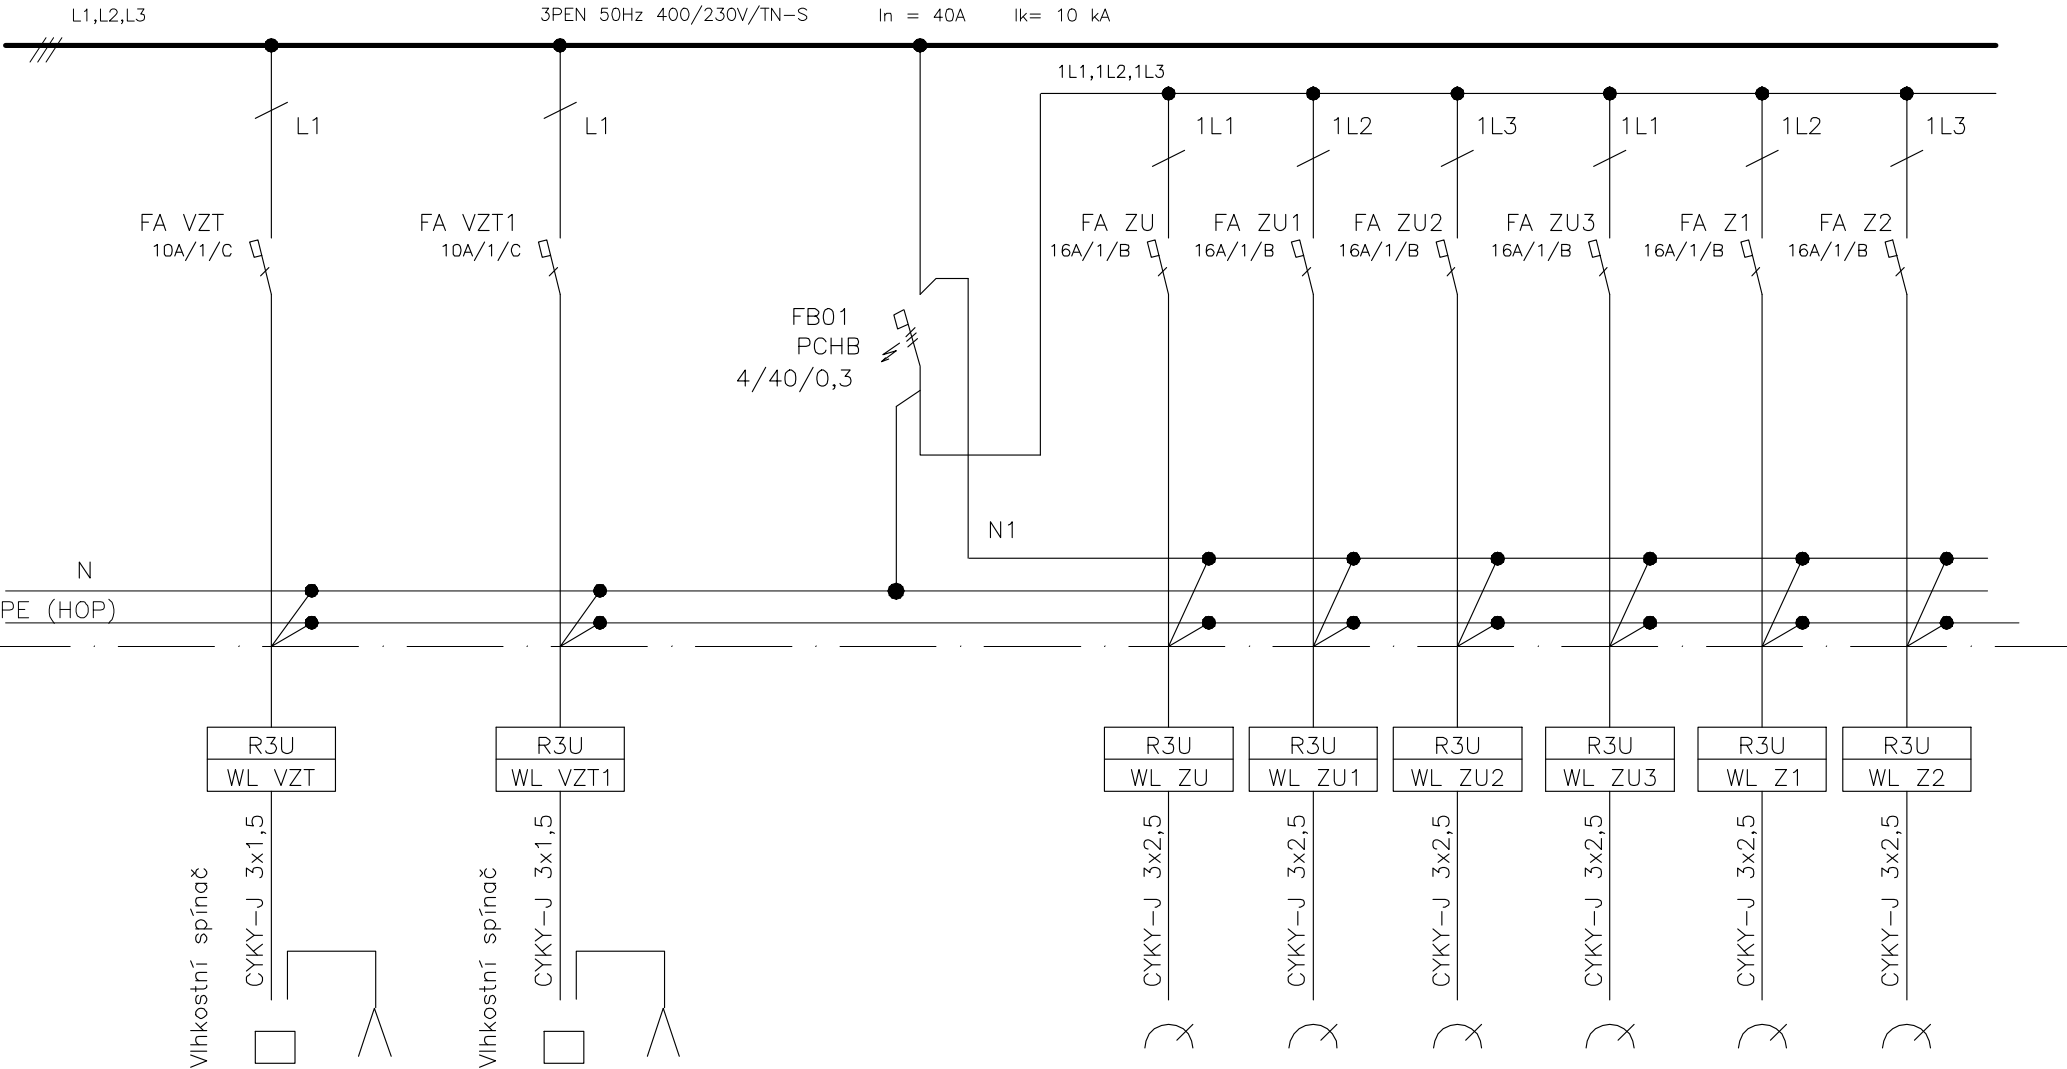 L1,L2,L3
3PEN 50Hz 400/230V/TN-S In = 40A Ik= 10 kA
1L1,1L2,1L3
L1
L1
1L1
1L2
1L3
1L1
1L2
1L3
FA VZT
10A/1/C
FA VZT1
10A/1/C
FA ZU
16A/1/B
FA ZU1
16A/1/B
FA ZU2
16A/1/B
FA ZU3
16A/1/B
FA Z1
16A/1/B
FA Z2
16A/1/B
FB01
PCHB
4/40/0,3
N1
N
PE (HOP)
R3U
WL VZT
R3U
WL VZT1
R3U
WL ZU
R3U
WL ZU1
R3U
WL ZU2
R3U
WL ZU3
R3U
WL Z1
R3U
WL Z2
Vlhkostní spínač
CYKY-J 3x1,5
Vlhkostní spínač
CYKY-J 3x1,5
CYKY-J 3x2,5
CYKY-J 3x2,5
CYKY-J 3x2,5
CYKY-J 3x2,5
CYKY-J 3x2,5
CYKY-J 3x2,5